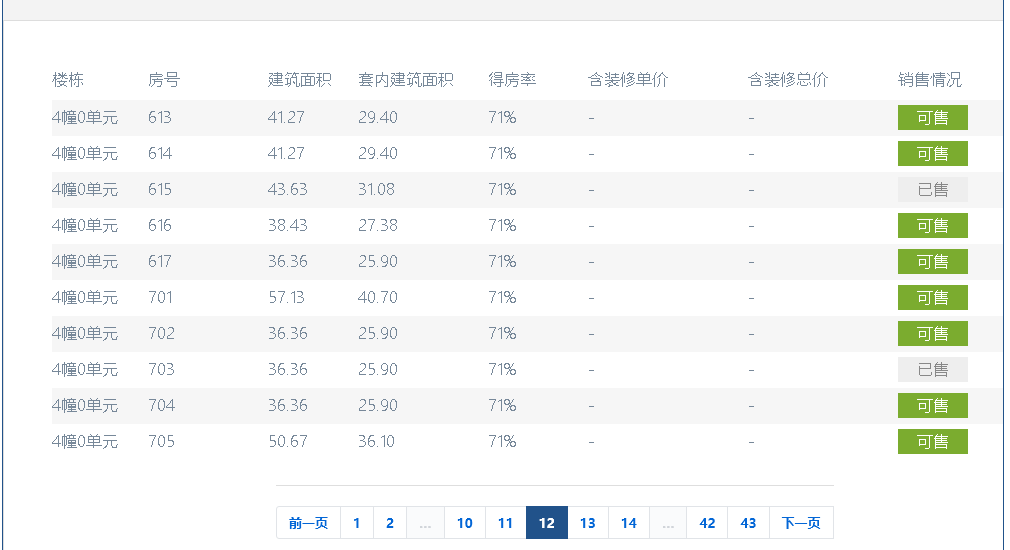 楼栋 房号 建筑面积 套内建筑面积 得房率 含装修单价 含装修总价 销售情况
4幢0单元 613 41.27 29.40 71% - - 可售
4幢0单元 614 41.27 29.40 71% - - 可售
4幢0单元 615 43.63 31.08 71% - - 已售
4幢0单元 616 38.43 27.38 71% - - 可售
4幢0单元 617 36.36 25.90 71% - - 可售
4幢0单元 701 57.13 40.70 71% - - 可售
4幢0单元 702 36.36 25.90 71% - - 可售
4幢0单元 703 36.36 25.90 71% - - 已售
4幢0单元 704 36.36 25.90 71% - - 可售
4幢0单元 705 50.67 36.10 71% - - 可售
前一页 1 2 ... 10 11 12 13 14 ... 42 43 下一页